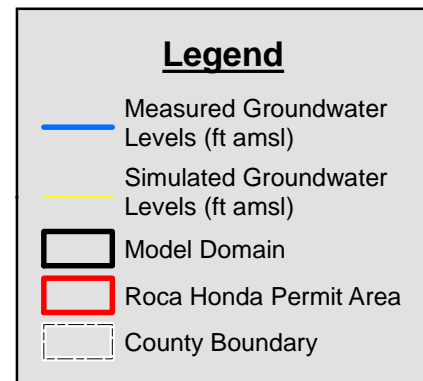 Legend
Measured Groundwater
Levels (ft amsl)
Simulated Groundwater
Levels (ft amsl)
Model Domain
Roca Honda Permit Area
County Boundary